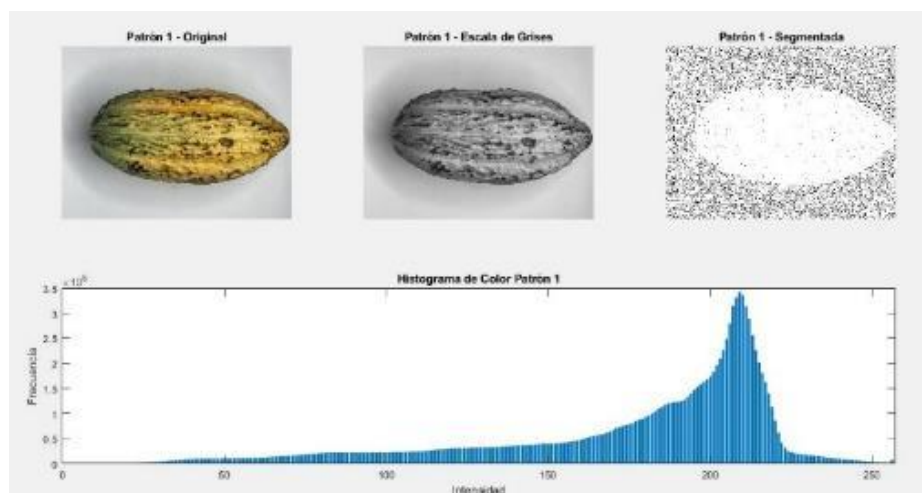 Patrón 1 - Original
Patrón 1 - Escala de Grises
Patrón 1 - Segmentada
Histograma de Color Patrón 1
3.5
3
2.5
2
1.5
1
0.5
0
Frecuencia
0 50 100 150 200 250
Intensidad